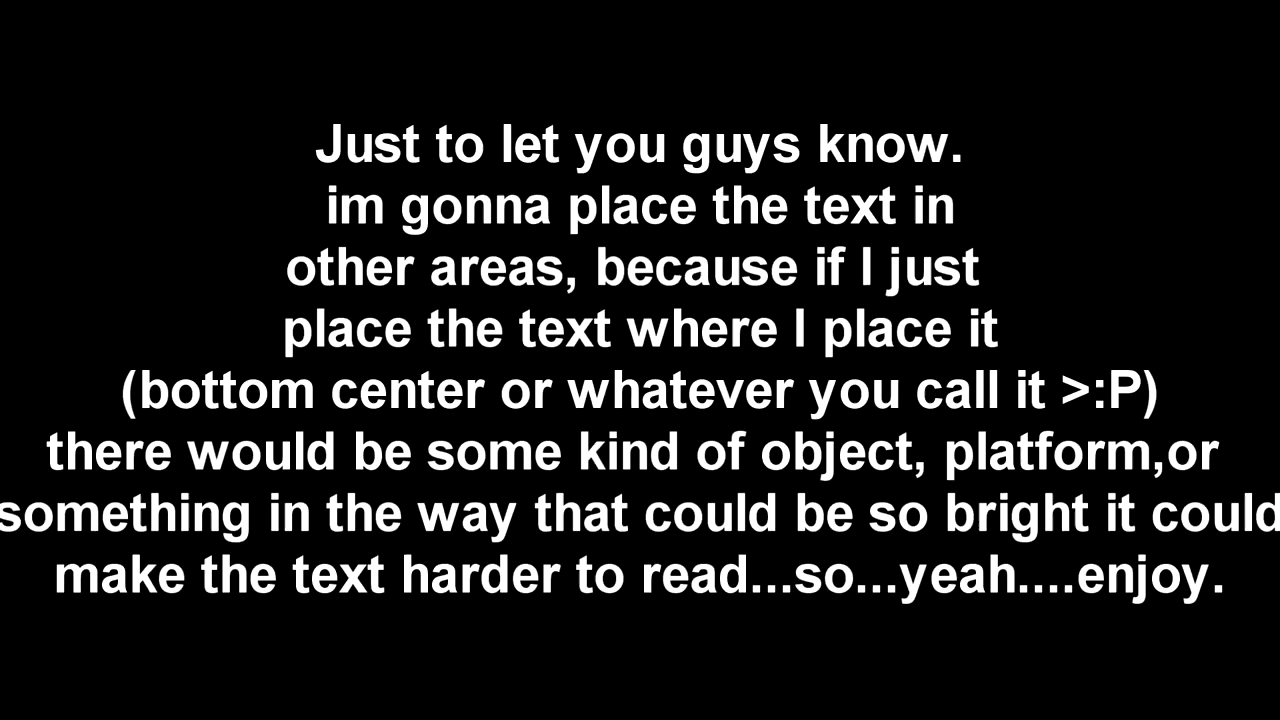 Just to let you guys know.
im gonna place the text in
other areas, because if I just
place the text where I place it
(bottom center or whatever you call it >:P)
there would be some kind of object, platform,or
something in the way that could be so bright it could
make the text harder to read...so...yeah....enjoy.